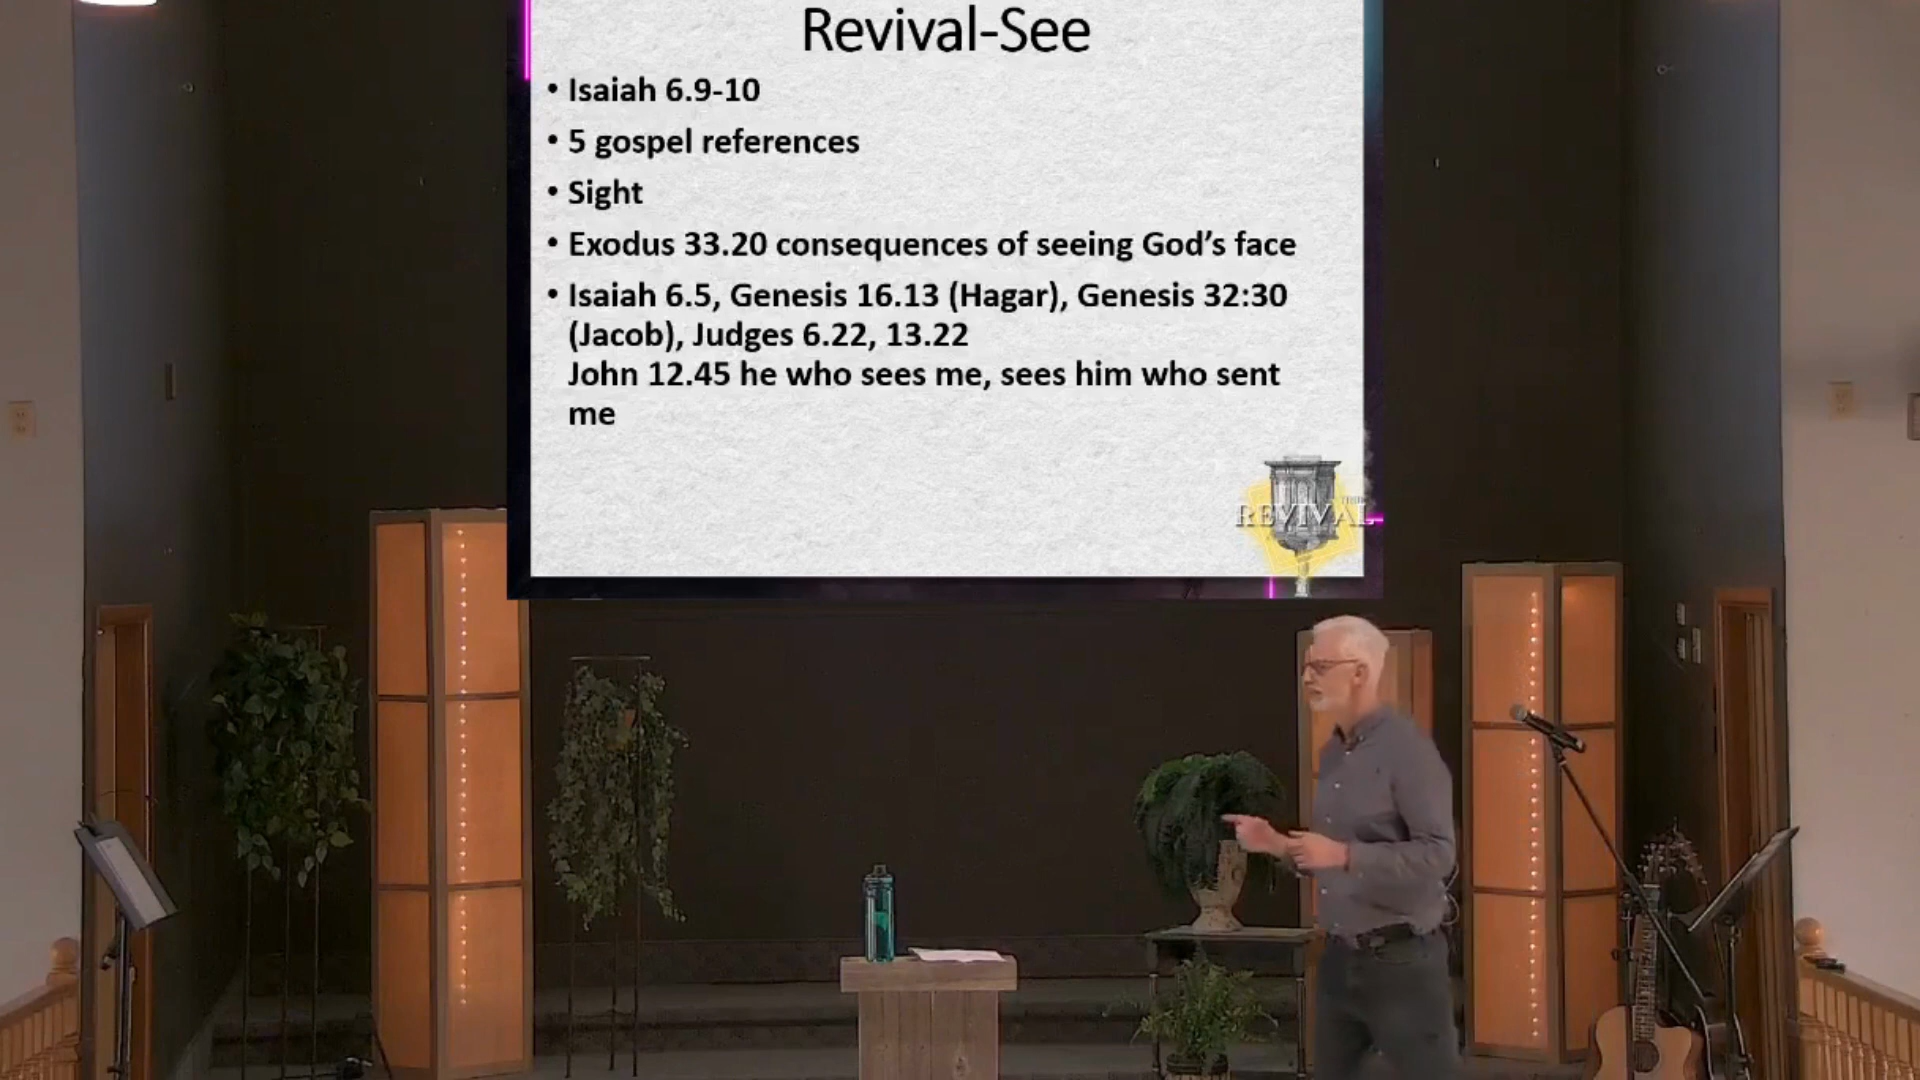 Revival-See
• Isaiah 6.9-10
• 5 gospel references
• Sight
• Exodus 33.20 consequences of seeing God’s face
• Isaiah 6.5, Genesis 16.13 (Hagar), Genesis 32:30
(Jacob), Judges 6.22, 13.22
John 12.45 he who sees me, sees him who sent
me
REVIVAL